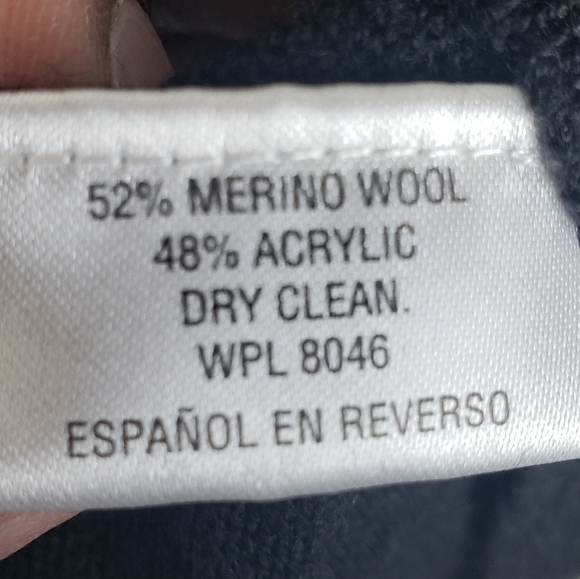 52% MERINO WOOL
48% ACRYLIC
DRY CLEAN.
WPL 8046
ESPAÑOL EN REVERSO